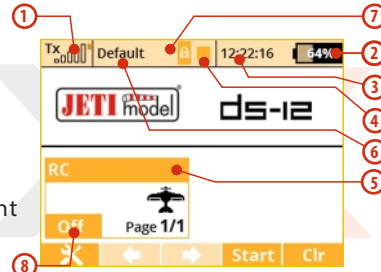 1
7
Tx Default 12:22:16 64%
2
3
4
JETI model ds-12
6
RC
5
nt
Off Page 1/1
Start Clr
8